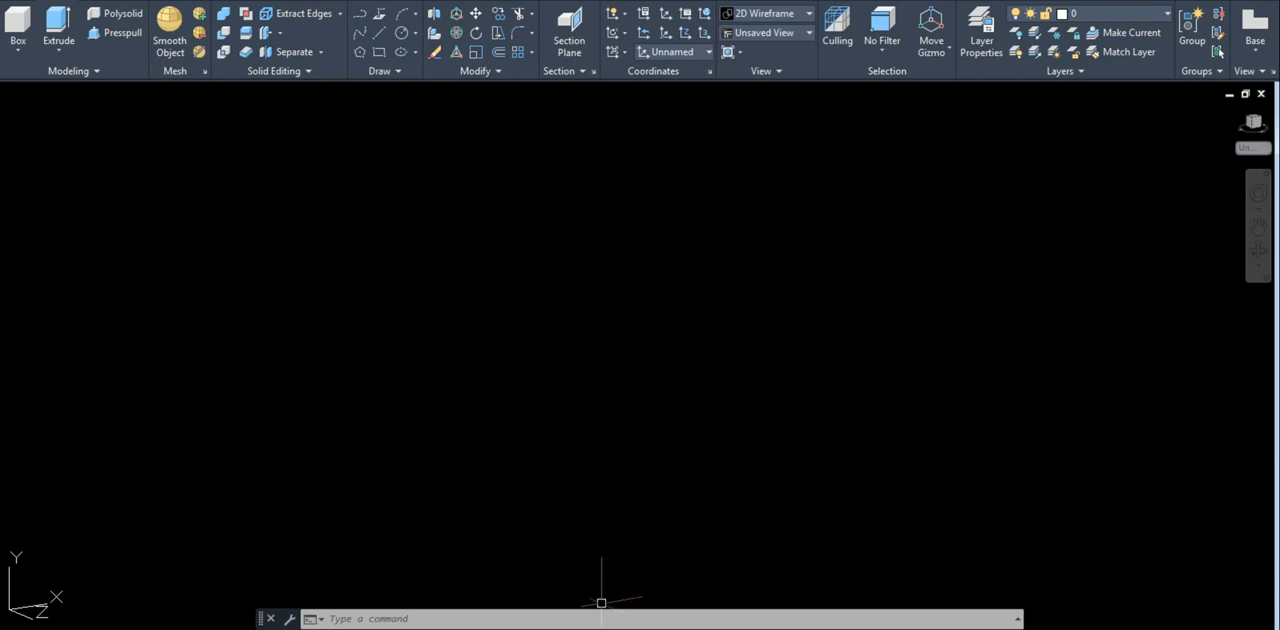 Box
Extrude
Polysolid
Presspull
Modeling
Smooth
Object
Mesh
Extract Edges
Separate
Solid Editing
Draw
Modify
Section
Plane
Section
Unnamed
Coordinates
2D Wireframe
Unsaved View
View
Culling
No Filter
Move
Gizmo
Selection
Layer
Properties
0
Make Current
Match Layer
Layers
Group
Groups
Base
View
Un...
Y
X
Z
Type a command